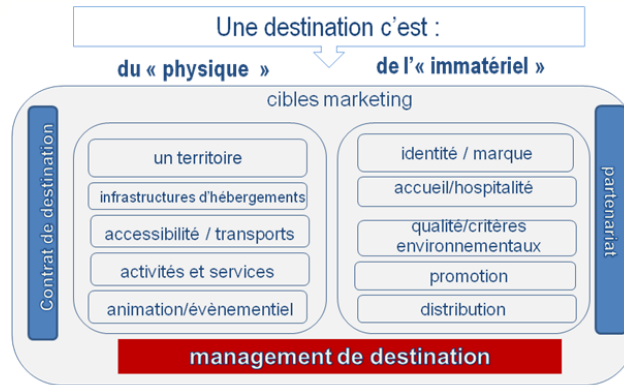 Une destination c'est :
du « physique »
de l'« immatériel »
cibles marketing
Contrat de destination
un territoire
infrastructures d'hébergements
accessibilité / transports
activités et services
animation/évènementiel
identité / marque
accueil/hospitalité
qualité/critères
environnementaux
promotion
distribution
partenariat
management de destination